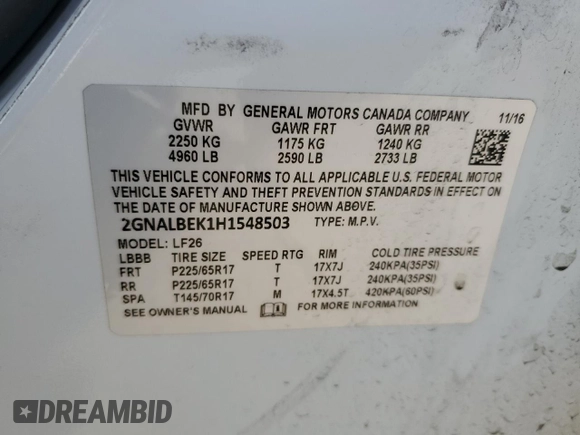 MFD BY GENERAL MOTORS CANADA COMPANY 11/16
GVWR GAWR FRT GAWR RR
2250 KG 1175 KG 1240 KG
4960 LB 2590 LB 2733 LB
THIS VEHICLE CONFORMS TO ALL APPLICABLE U.S. FEDERAL MOTOR
VEHICLE SAFETY AND THEFT PREVENTION STANDARDS IN EFFECT ON
THE DATE OF MANUFACTURE SHOWN ABOVE.
2GNALBEK1H1548503 TYPE: M.P.V.
MODEL: LF26
LBBB TIRE SIZE SPEED RTG RIM COLD TIRE PRESSURE
FRT P225/65R17 T 17X7J 240KPA(35PSI)
RR P225/65R17 T 17X7J 240KPA(35PSI)
SPA T145/70R17 M 17X4.5T 420KPA(60PSI)
SEE OWNER'S MANUAL FOR MORE INFORMATION
DREAMBID